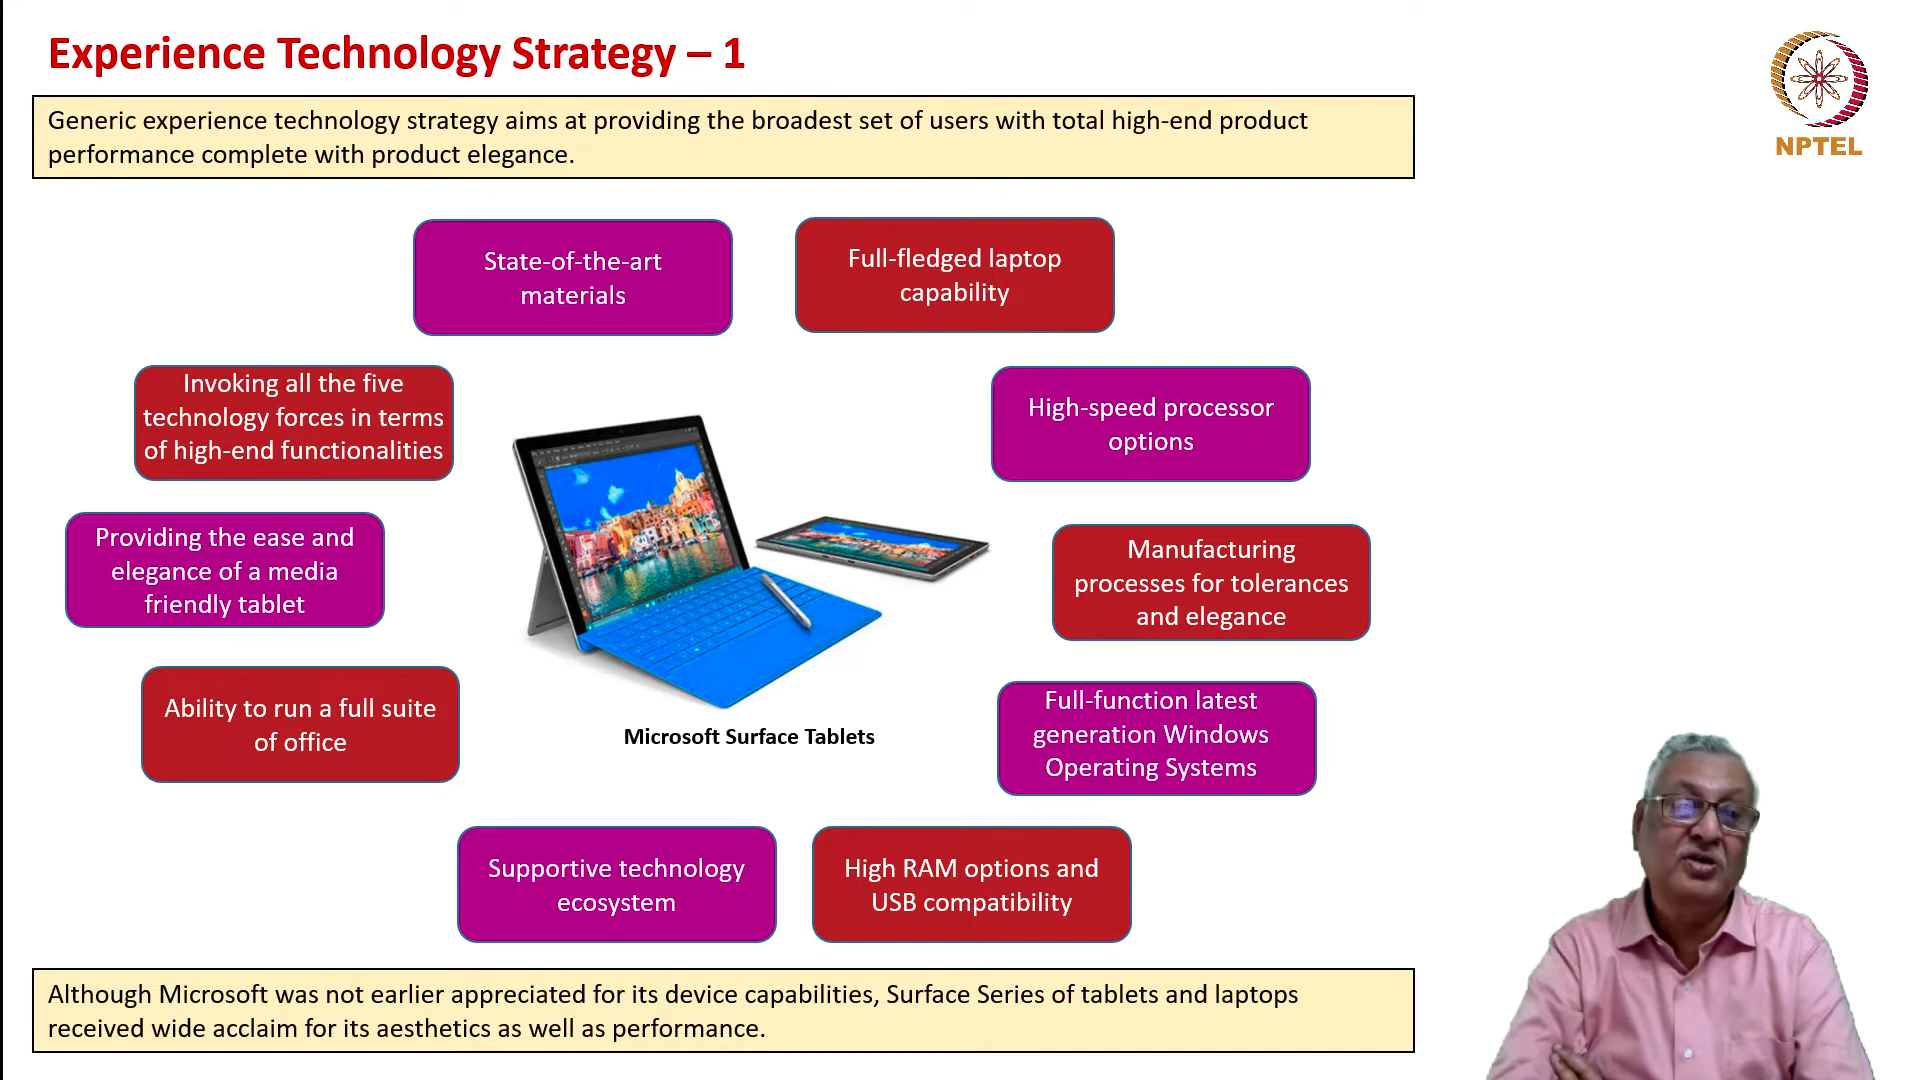 Experience Technology Strategy – 1
NPTEL
Generic experience technology strategy aims at providing the broadest set of users with total high-end product
performance complete with product elegance.
State-of-the-art
materials
Full-fledged laptop
capability
Invoking all the five
technology forces in terms
of high-end functionalities
High-speed processor
options
Providing the ease and
elegance of a media
friendly tablet
Manufacturing
processes for tolerances
and elegance
Ability to run a full suite
of office
Microsoft Surface Tablets
Full-function latest
generation Windows
Operating Systems
Supportive technology
ecosystem
High RAM options and
USB compatibility
Although Microsoft was not earlier appreciated for its device capabilities, Surface Series of tablets and laptops
received wide acclaim for its aesthetics as well as performance.